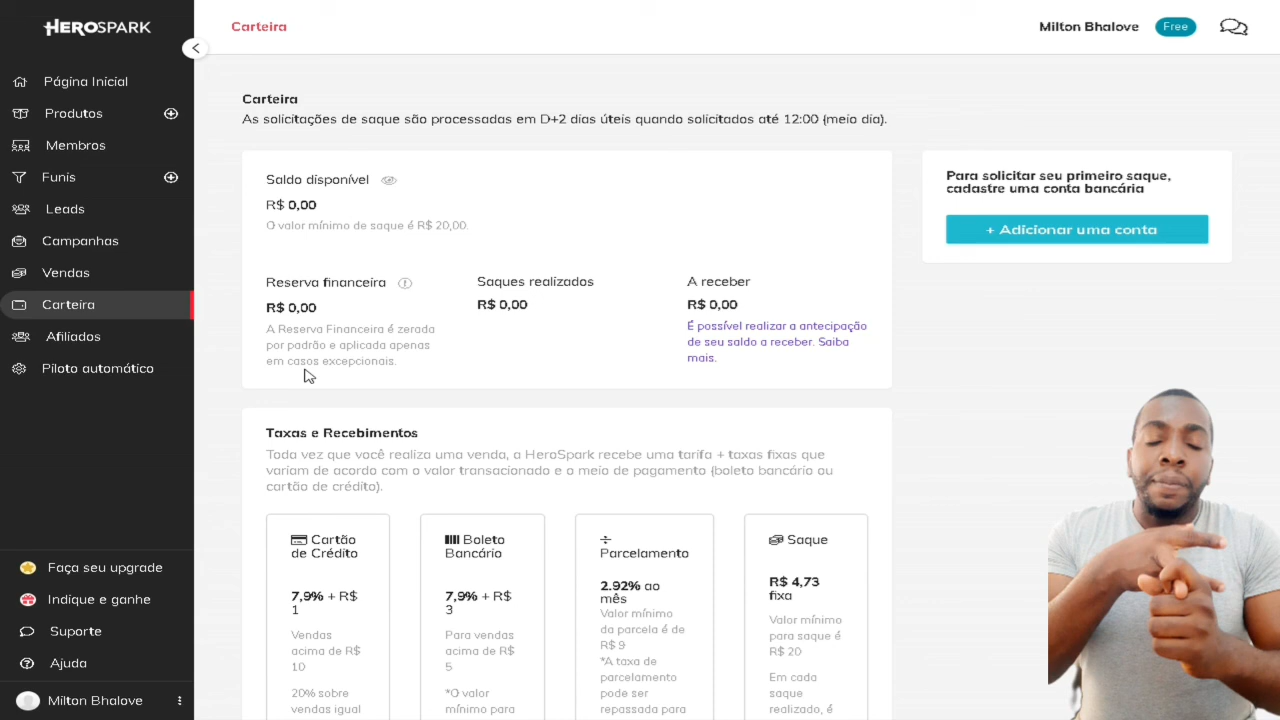 HEROSPARK
Carteira
Milton Bhalove
Free
Página Inicial
Produtos
Membros
Funis
Leads
Campanhas
Vendas
Carteira
Afiliados
Piloto automático
Faça seu upgrade
Indique e ganhe
Suporte
Ajuda
Milton Bhalove
Carteira
As solicitações de saque são processadas em D+2 dias úteis quando solicitados até 12:00 (meio dia).
Saldo disponível
R$ 0,00
O valor mínimo de saque é R$ 20,00.
Reserva financeira
R$ 0,00
A Reserva Financeira é zerada
por padrão e aplicada apenas
em casos excepcionais.
Saques realizados
R$ 0,00
A receber
R$ 0,00
É possível realizar a antecipação
de seu saldo a receber. Saiba
mais.
Para solicitar seu primeiro saque,
cadastre uma conta bancária
+ Adicionar uma conta
Taxas e Recebimentos
Toda vez que você realiza uma venda, a HeroSpark recebe uma tarifa + taxas fixas que
variam de acordo com o valor transacionado e o meio de pagamento (boleto bancário ou
cartão de crédito).
Cartão
de Crédito
7,9% + R$
1
Vendas
acima de R$
10
20% sobre
vendas igual
Boleto
Bancário
7,9% + R$
3
Para vendas
acima de R$
5
*O valor
mínimo para
Parcelamento
2.92% ao
mês
Valor mínimo
da parcela é de
R$ 9
*A taxa de
parcelamento
pode ser
repassada para
Saque
R$ 4,73
fixa
Valor mínimo
para saque é
R$ 20
Em cada
saque
realizado, é